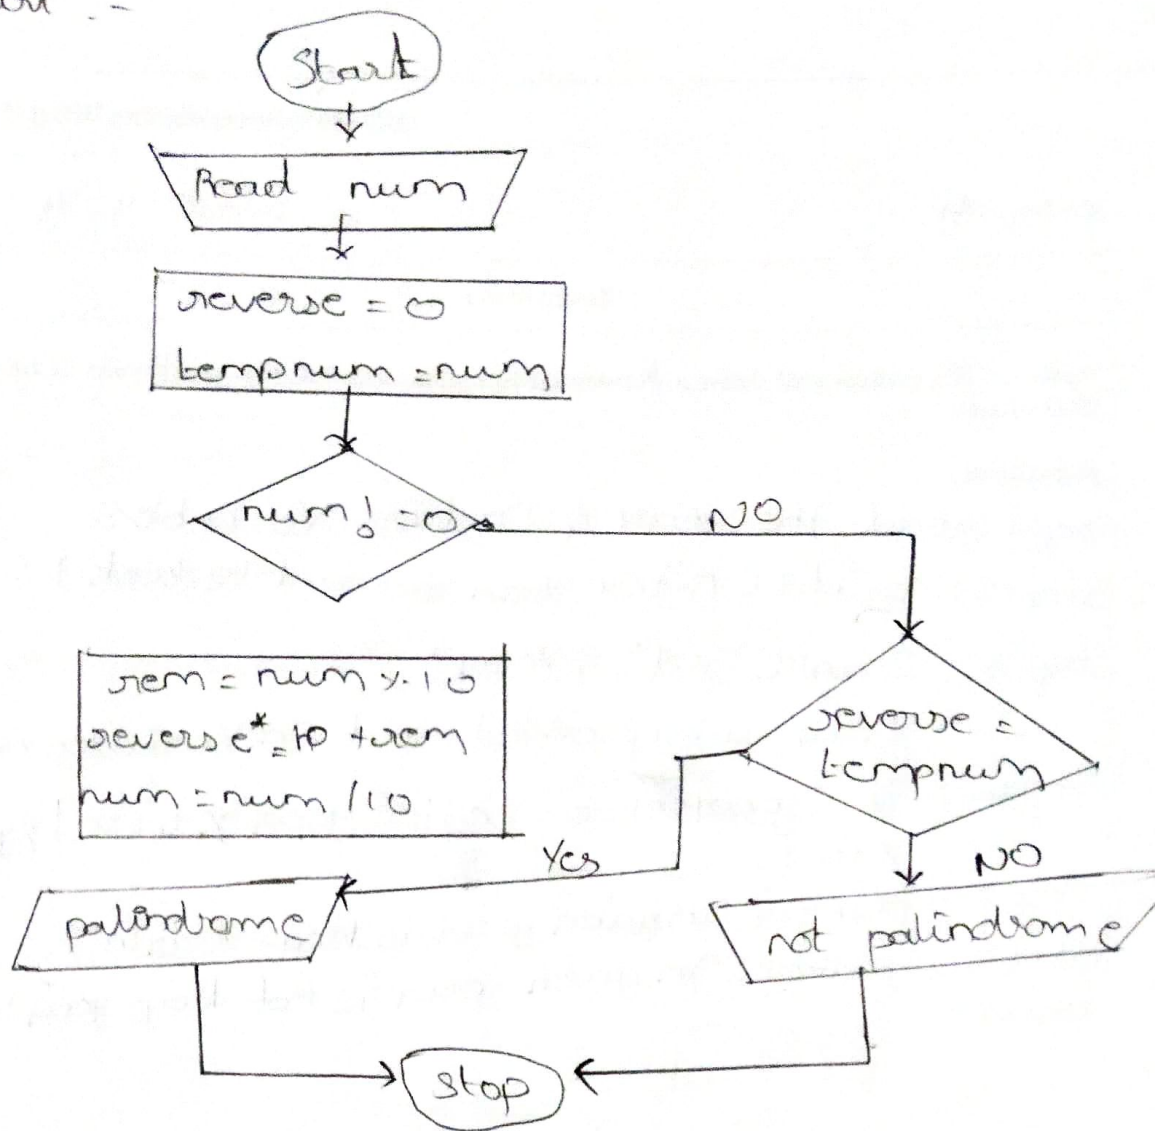 Start
Read num
reverse = 0
tempnum = num
num! = 0
NO
rem = num % 10
reverse* = 10 + rem
num = num / 10
reverse =
tempnum
Yes
NO
palindrome
not palindrome
stop